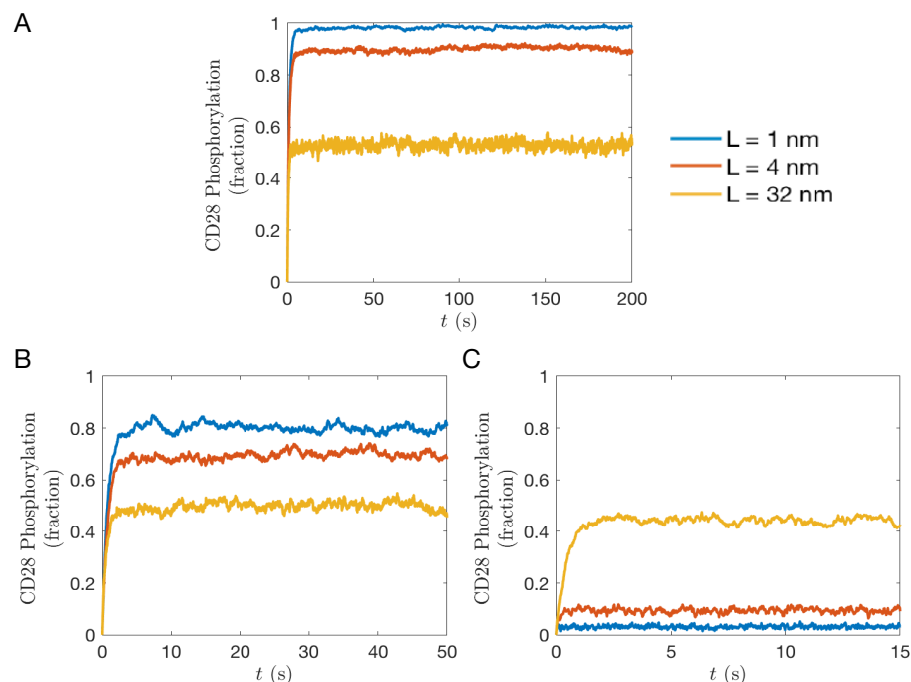 A
CD28 Phosphorylation
(fraction)
1
0.8
0.6
0.4
0.2
0
0
50
100
150
200
t (s)
L = 1 nm
L = 4 nm
L = 32 nm
B
CD28 Phosphorylation
(fraction)
1
0.8
0.6
0.4
0.2
0
0
10
20
30
40
50
t (s)
C
CD28 Phosphorylation
(fraction)
1
0.8
0.6
0.4
0.2
0
0
5
10
15
t (s)